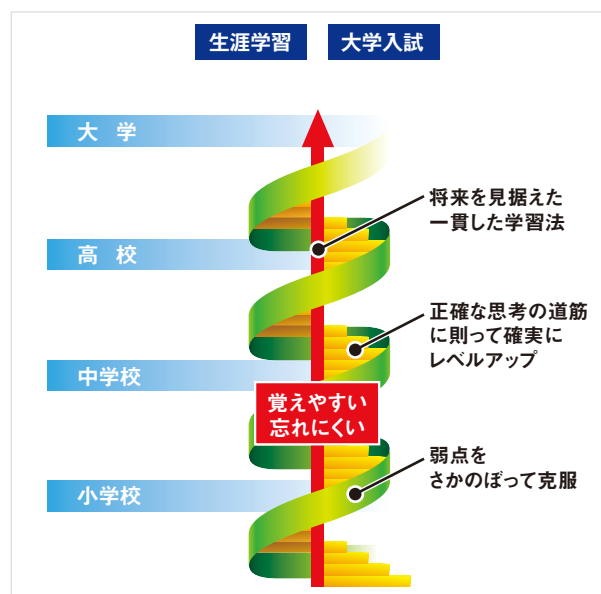 生涯学習
大学入試
大 学
将来を見据えた
一貫した学習法
高 校
正確な思考の道筋
に則って確実に
レベルアップ
中学校
覚えやすい
忘れにくい
弱点を
さかのぼって克服
小学校